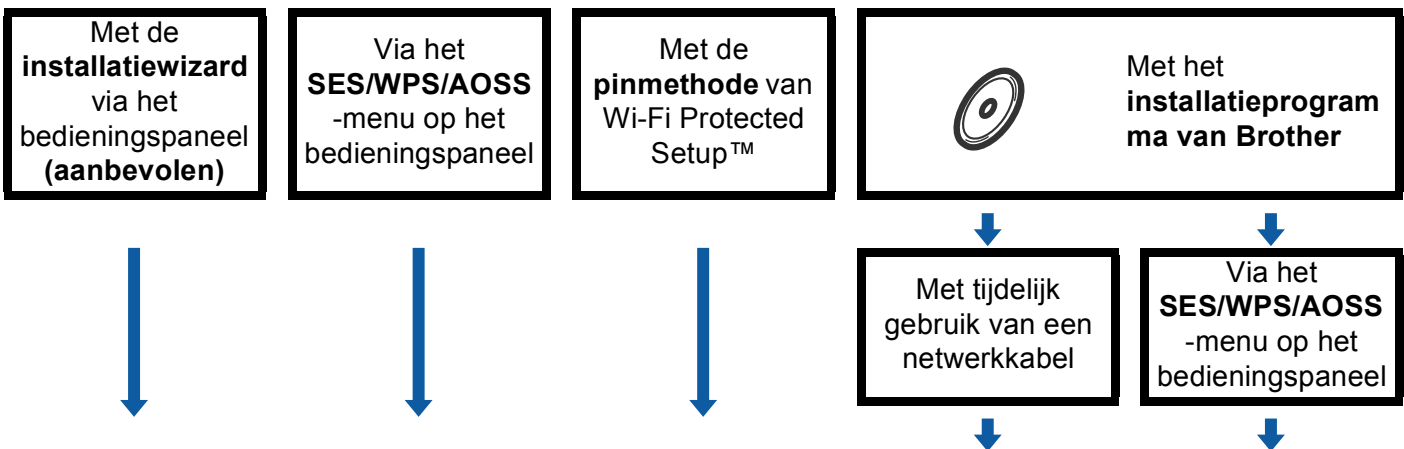 Met de
installatiewizard
via het
bedieningspaneel
(aanbevolen)
Via het
SES/WPS/AOSS
-menu op het
bedieningspaneel
Met de
pinmethode van
Wi-Fi Protected
Setup™
Met het
installatieprogram
ma van Brother
Met tijdelijk
gebruik van een
netwerkkabel
Via het
SES/WPS/AOSS
-menu op het
bedieningspaneel